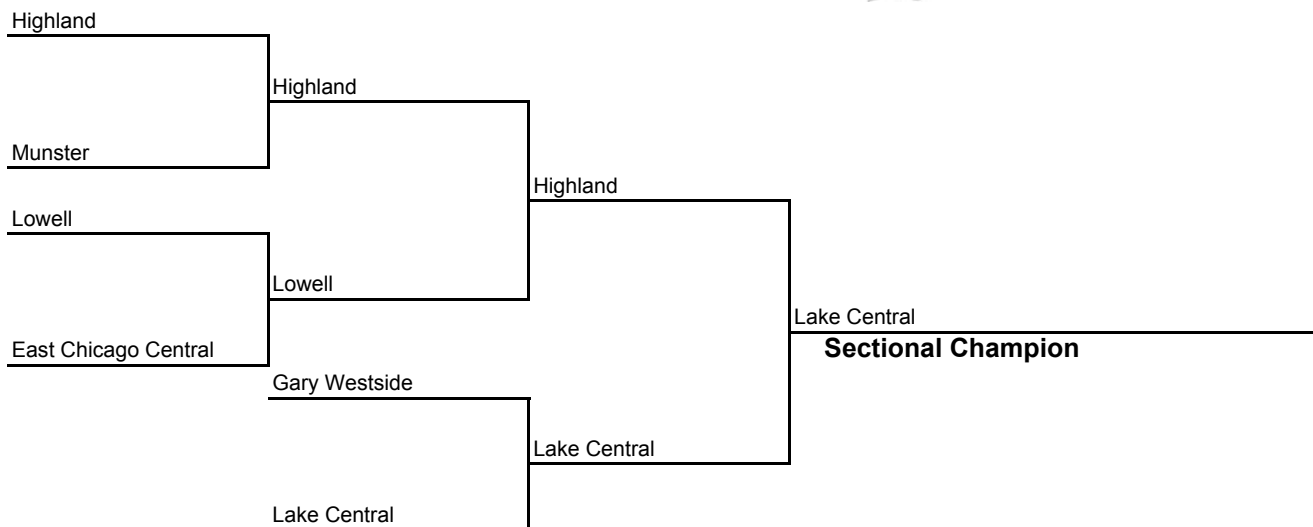 Highland
Highland
Munster
Highland
Lowell
Lowell
Lake Central
Sectional Champion
East Chicago Central
Gary Westside
Lake Central
Lake Central